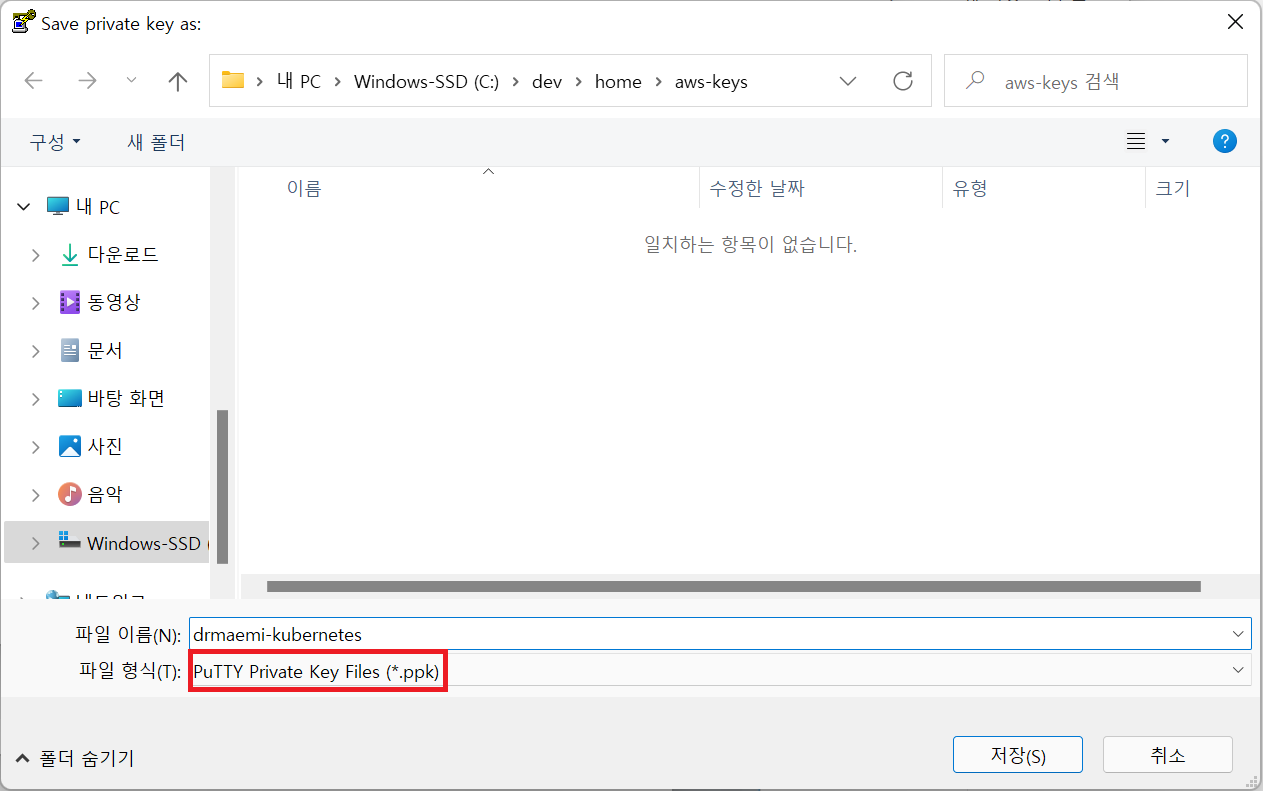 Save private key as:
내 PC Windows-SSD (C:) dev home aws-keys
aws-keys 검색
구성 새 폴더
이름 수정한 날짜 유형 크기
일치하는 항목이 없습니다.
내 PC
다운로드
동영상
문서
바탕 화면
사진
음악
Windows-SSD (
파일 이름(N): drmaemi-kubernetes
파일 형식(T): PuTTY Private Key Files (*.ppk)
폴더 숨기기
저장(S) 취소